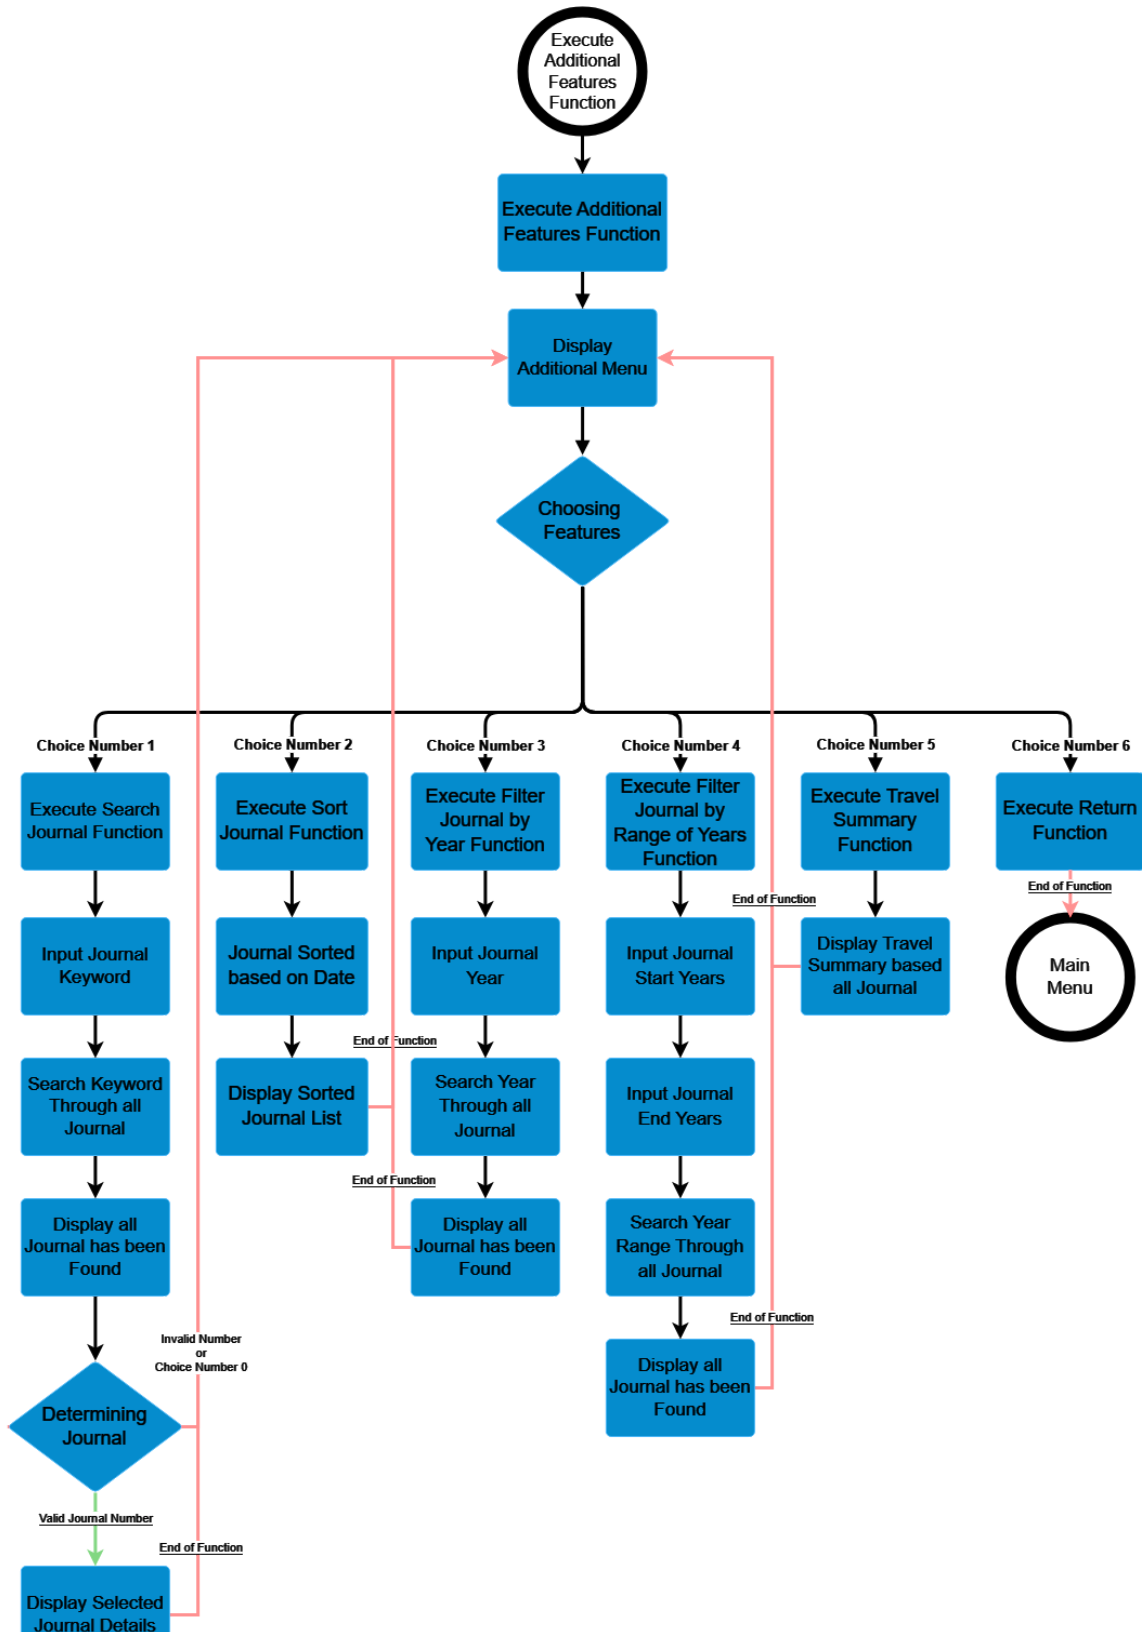 Execute
Additional
Features
Function
Execute Additional
Features Function
Display
Additional Menu
Choosing
Features
Choice Number 1
Choice Number 2
Choice Number 3
Choice Number 4
Choice Number 5
Choice Number 6
Execute Search
Journal Function
Execute Sort
Journal Function
Execute Filter
Journal by
Year Function
Execute Filter
Journal by
Range of Years
Function
Execute Travel
Summary
Function
Execute Return
Function
End of Function
End of Function
Input Journal
Keyword
Journal Sorted
based on Date
Input Journal
Year
Input Journal
Start Years
Display Travel
Summary based
all Journal
Main
Menu
End of Function
Search Keyword
Through all
Journal
Display Sorted
Journal List
Search Year
Through all
Journal
Input Journal
End Years
End of Function
Display all
Journal has been
Found
Display all
Journal has been
Found
Search Year
Range Through
all Journal
End of Function
Invalid Number
or
Choice Number 0
Display all
Journal has been
Found
Determining
Journal
Valid Journal Number
End of Function
Display Selected
Journal Details